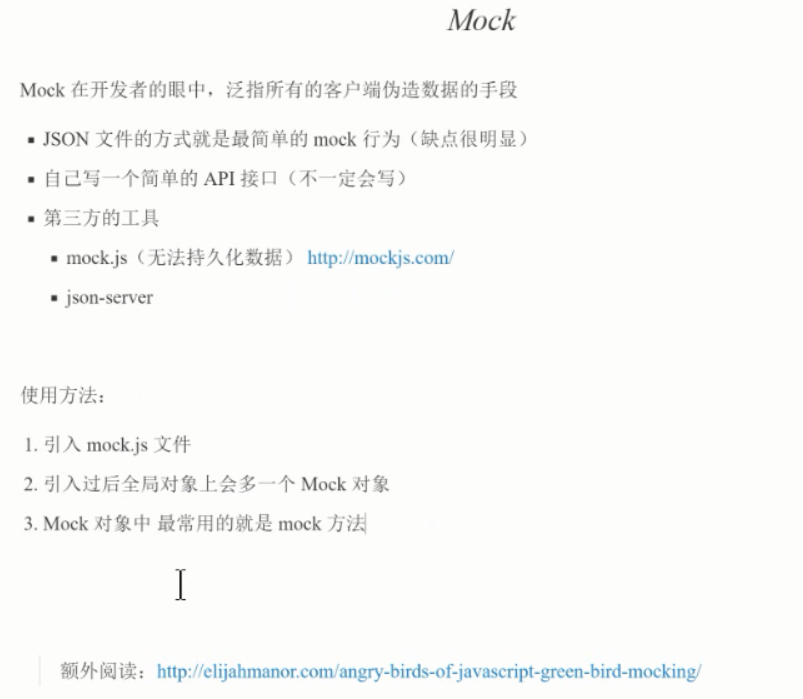 Mock
Mock 在开发者的眼中，泛指所有的客户端伪造数据的手段
▪ JSON 文件的方式就是最简单的 mock 行为（缺点很明显）
▪ 自己写一个简单的 API 接口（不一定会写）
▪ 第三方的工具
▪ mock.js（无法持久化数据） http://mockjs.com/
▪ json-server
使用方法：
1. 引入 mock.js 文件
2. 引入过后全局对象上会多一个 Mock 对象
3. Mock 对象中 最常用的就是 mock 方法
额外阅读：http://elijahmanor.com/angry-birds-of-javascript-green-bird-mocking/